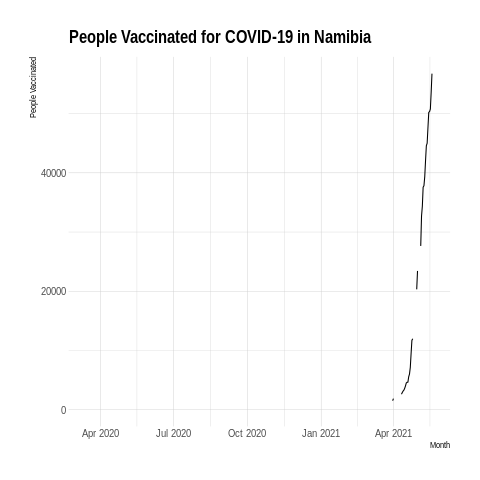 People Vaccinated for COVID-19 in Namibia
People Vaccinated
40000
20000
0
Apr 2020 Jul 2020 Oct 2020 Jan 2021 Apr 2021
Month